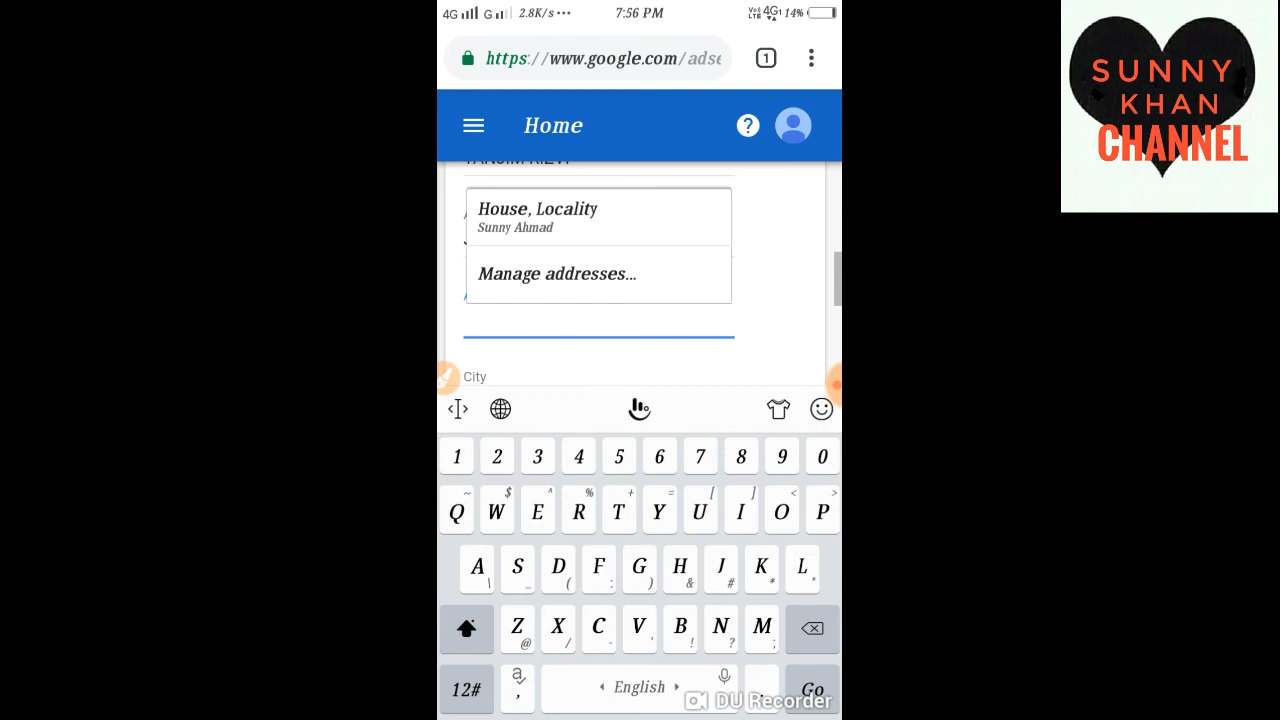 4G G 2.8K/s ••• 7:56 PM VoLTE 4G 14%
https://www.google.com/adse 1
Home ?
House, Locality
Sunny Ahmad
Manage addresses...
City
1 2 3 4 5 6 7 8 9 0
~ $ ^ % + = [ ] < >
Q W E R T Y U I O P
A S D F G H J K L
\ _ ( : ) & # * "
Z X C V B N M
@ / - ' ! ? ;
12# , English . Go
DU Recorder
SUNNY
KHAN
CHANNEL